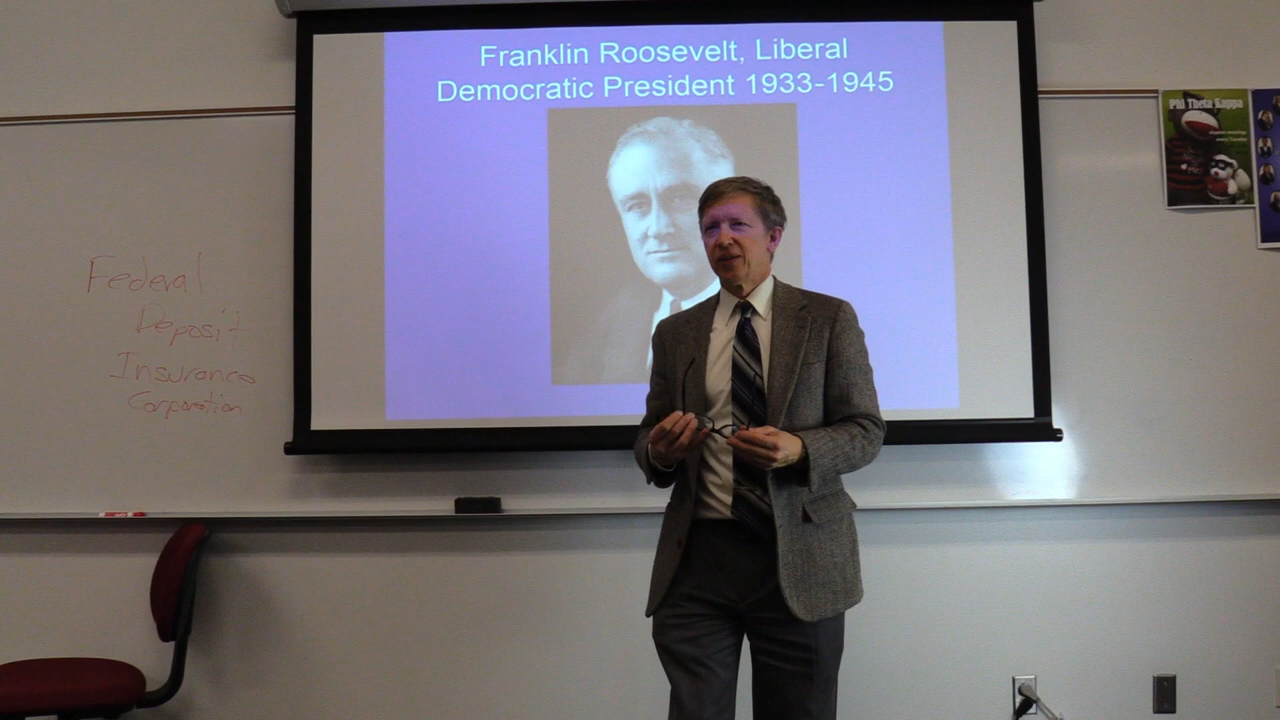 Franklin Roosevelt, Liberal
Democratic President 1933-1945
Federal
Deposit
Insurance
Corporation
Phi Theta Kappa